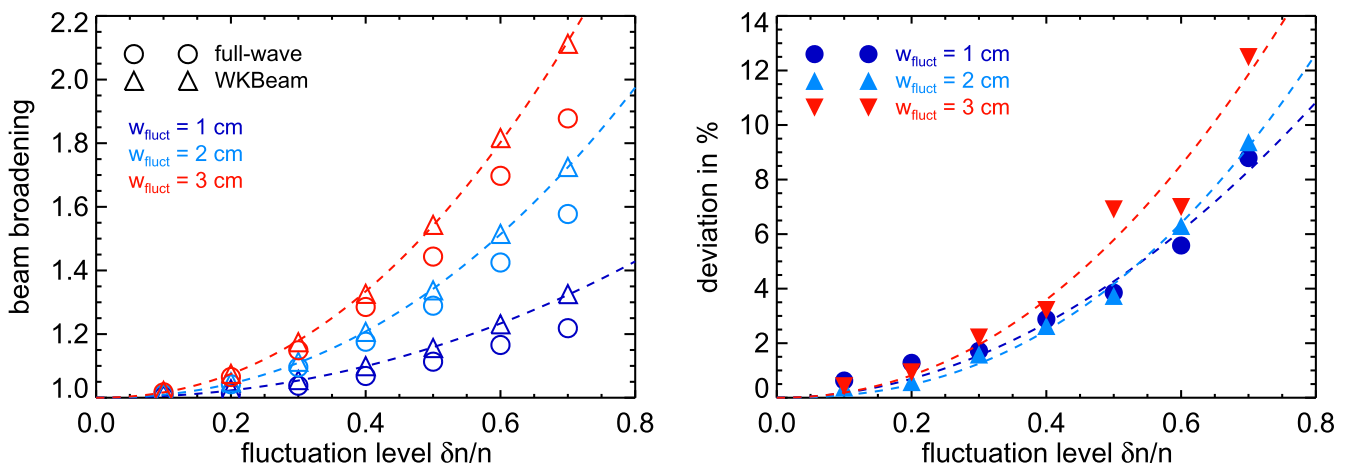 2.2
2.0
1.8
1.6
1.4
1.2
1.0
beam broadening
full-wave
WKBeam
w_fluct = 1 cm
w_fluct = 2 cm
w_fluct = 3 cm
0.0 0.2 0.4 0.6 0.8
fluctuation level δn/n
14
12
10
8
6
4
2
0
deviation in %
w_fluct = 1 cm
w_fluct = 2 cm
w_fluct = 3 cm
0.0 0.2 0.4 0.6 0.8
fluctuation level δn/n